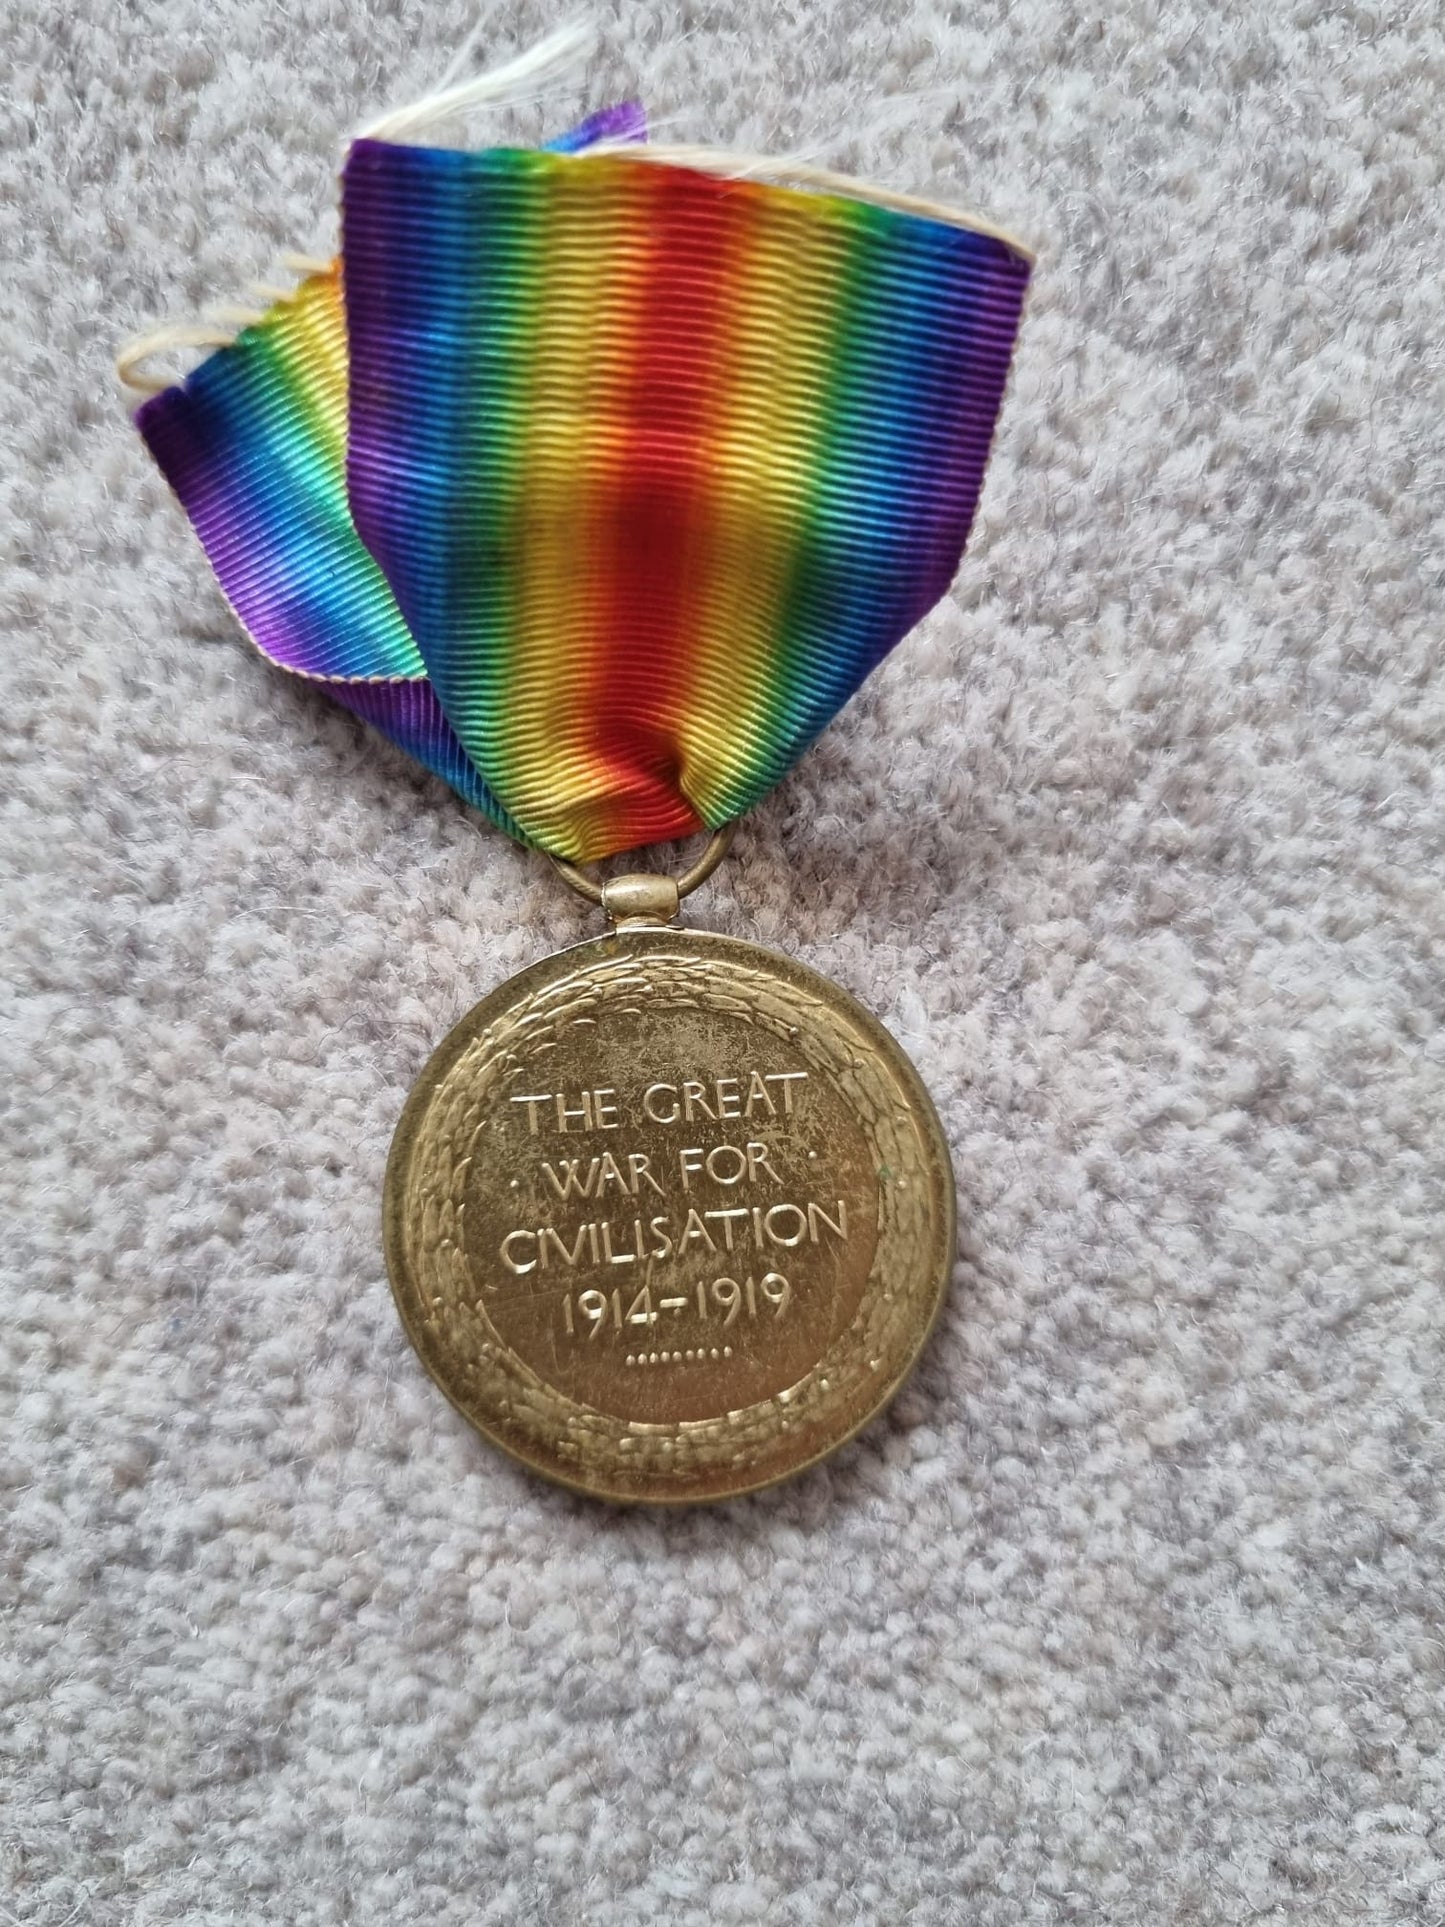 THE GREAT
· WAR FOR ·
CIVILISATION
1914-1919